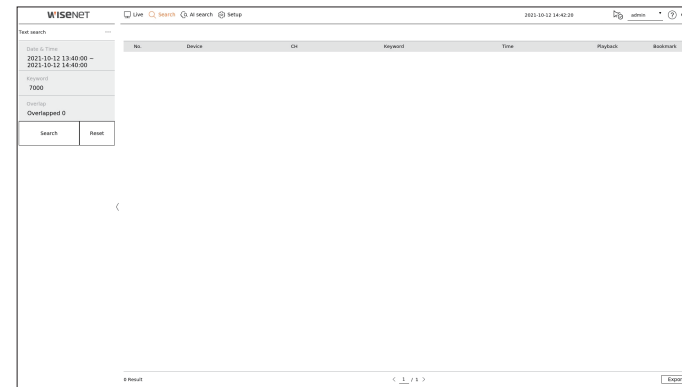 WISENET
Live Search AI search Setup
2021-10-12 14:42:20
admin
Text search
Date & Time
2021-10-12 13:40:00 ~
2021-10-12 14:40:00
Keyword
7000
Overlap
Overlapped 0
Search Reset
No. Device CH Keyword Time Playback Bookmark
0 Result
1 / 1
Expor